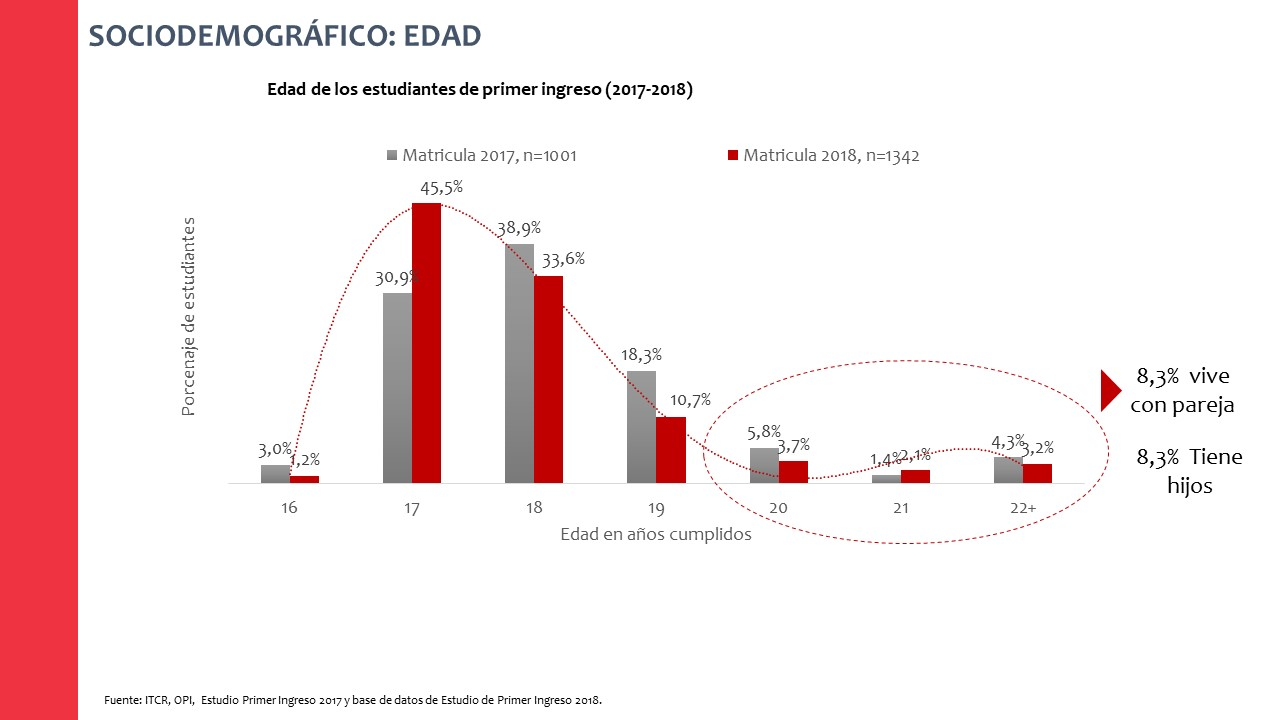 SOCIODEMOGRÁFICO: EDAD
Edad de los estudiantes de primer ingreso (2017-2018)
Matricula 2017, n=1001
Matricula 2018, n=1342
Porcenaje de estudiantes
45,5%
38,9%
33,6%
30,9%
18,3%
10,7%
5,8%
3,7%
3,0%
1,2%
1,4%
2,1%
4,3%
3,2%
16 17 18 19 20 21 22+
Edad en años cumplidos
8,3% vive
con pareja
8,3% Tiene
hijos
Fuente: ITCR, OPI, Estudio Primer Ingreso 2017 y base de datos de Estudio de Primer Ingreso 2018.